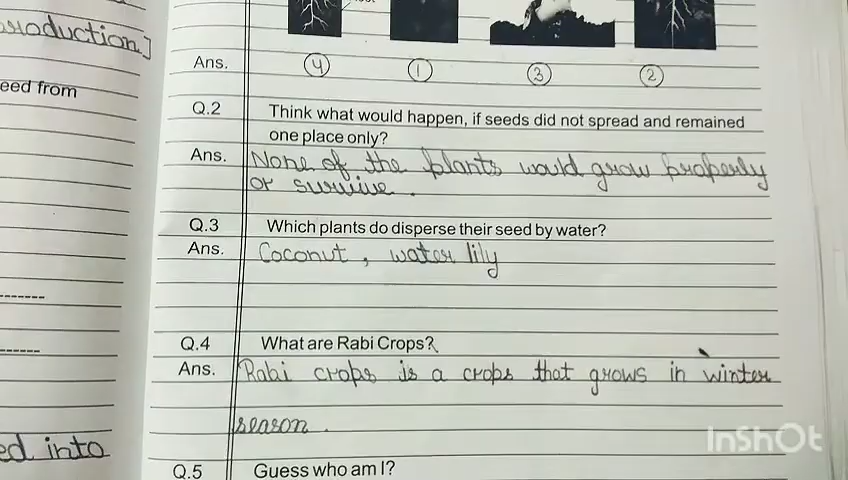 production.]
eed from
Ans. 4 1 3 2
Q.2 Think what would happen, if seeds did not spread and remained
one place only?
Ans. None of the plants would grow properly
or survive.
Q.3 Which plants do disperse their seed by water?
Ans. Coconut, water lily
Q.4 What are Rabi Crops?
Ans. Rabi crops is a crops that grows in winter
season.
ed into
Q.5 Guess who am I?
InShOt